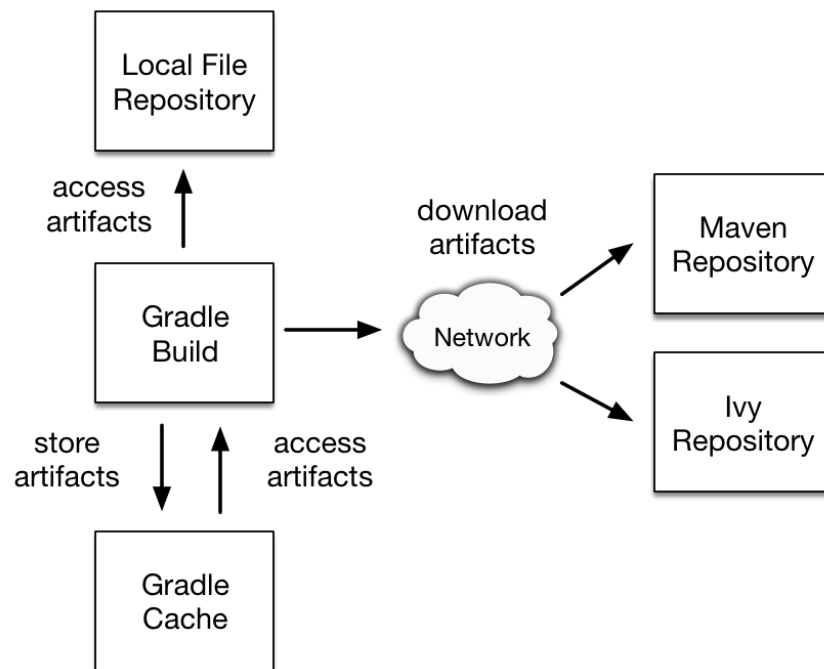 Local File
Repository
access
artifacts
download
artifacts
Maven
Repository
Gradle
Build
Network
Ivy
Repository
store
artifacts
access
artifacts
Gradle
Cache